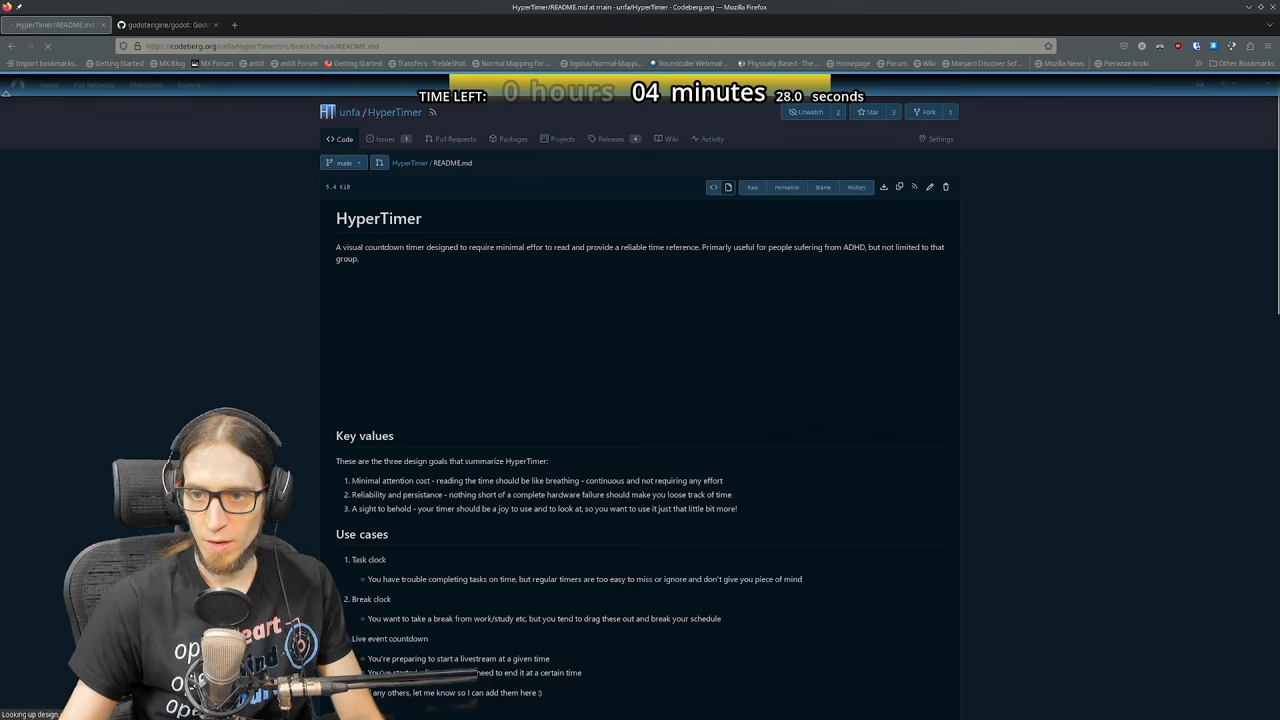 HyperTimer/README.md at main - unfa/HyperTimer - Codeberg.org — Mozilla Firefox
HyperTimer/README.md at
godotengine/godot: Godo
https://codeberg.org/unfa/HyperTimer/src/branch/main/README.md
Import bookmarks... Getting Started MX Blog MX Forum antiX antiX Forum Getting Started Transfers - TrebleShot Normal Mapping for ... bgolus/Normal-Mappi... Roundcube Webmail ... Physically Based - The... Homepage Forum Wiki Manjaro Discover Sof... Mozilla News Pierwsze kroki Other Bookmarks
Issues Pull Requests Milestones Explore
TIME LEFT: 0 hours 04 minutes 28.0 seconds
unfa / HyperTimer
Unwatch 2 Star 3 Fork 1
Code Issues 1 Pull Requests Packages Projects Releases 4 Wiki Activity Settings
main HyperTimer / README.md
5.4 KiB
Raw Permalink Blame History
HyperTimer
A visual countdown timer designed to require minimal effor to read and provide a reliable time reference. Primarly useful for people sufering from ADHD, but not limited to that
group.
Key values
These are the three design goals that summarize HyperTimer:
1. Minimal attention cost - reading the time should be like breathing - continuous and not requiring any effort
2. Reliability and persistance - nothing short of a complete hardware failure should make you loose track of time
3. A sight to behold - your timer should be a joy to use and to look at, so you want to use it just that little bit more!
Use cases
1. Task clock
You have trouble completing tasks on time, but regular timers are too easy to miss or ignore and don't give you piece of mind
2. Break clock
You want to take a break from work/study etc, but you tend to drag these out and break your schedule
Live event countdown
You're preparing to start a livestream at a given time
need to end it at a certain time
any others, let me know so I can add them here :)
Looking up design.